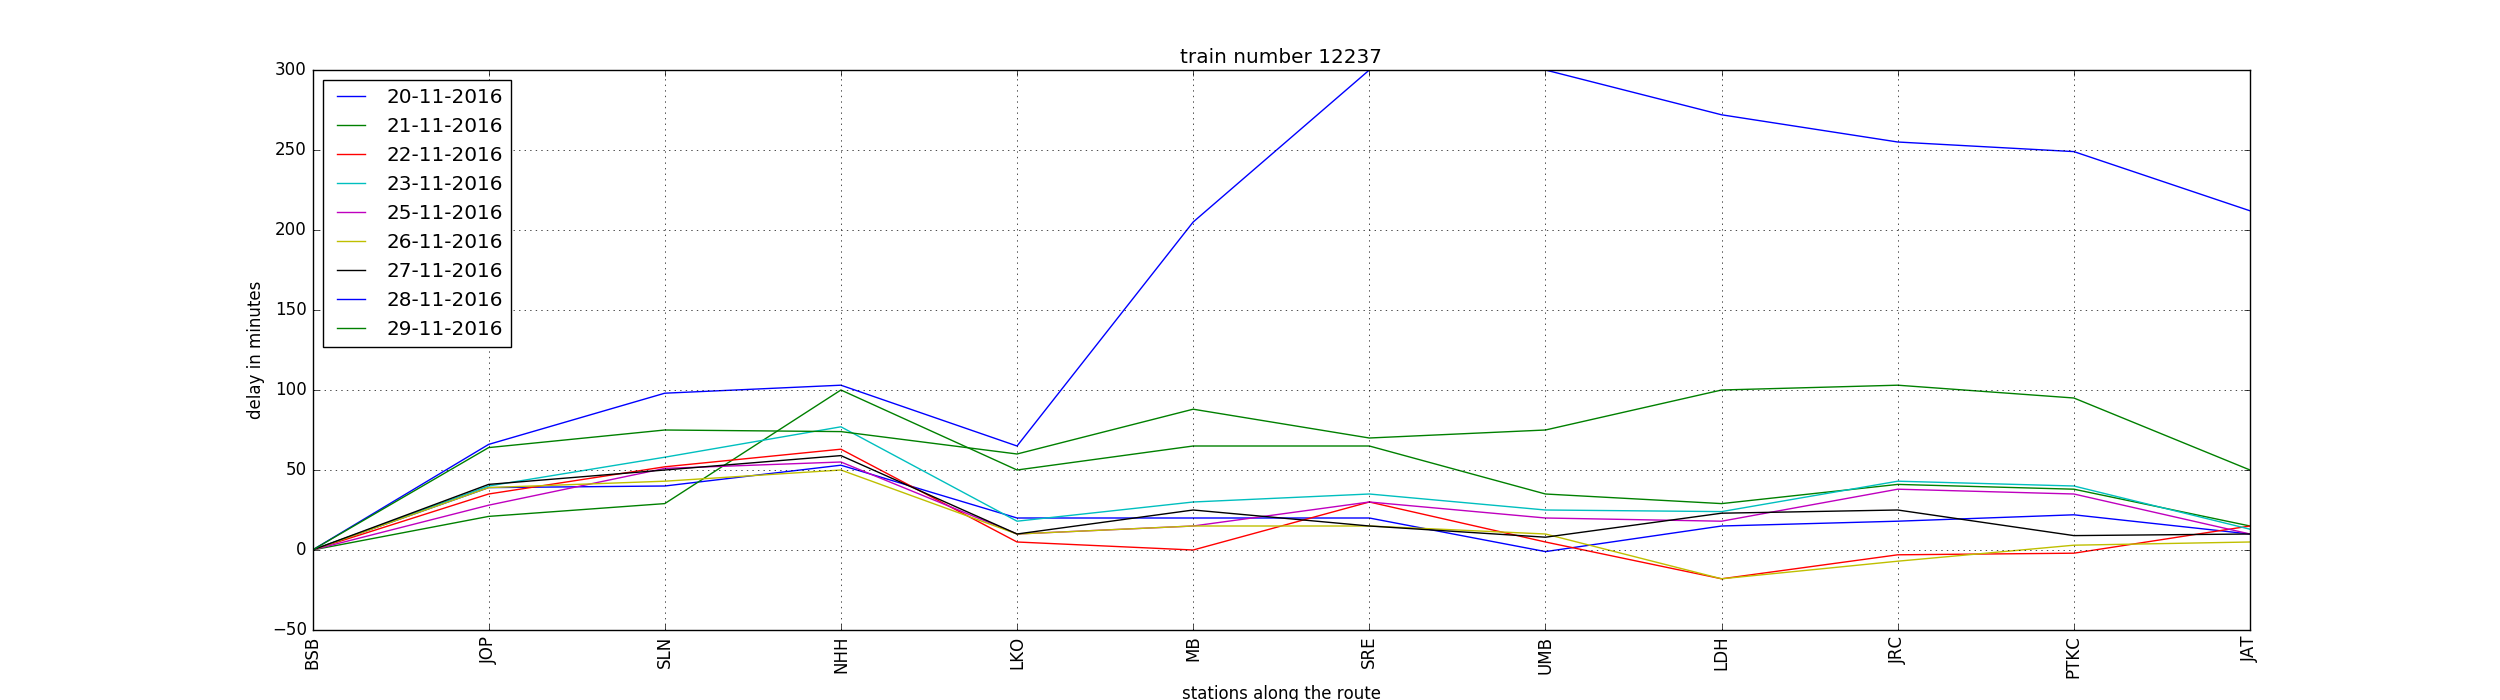 train number 12237
300
250
200
150
100
50
0
−50
delay in minutes
20-11-2016
21-11-2016
22-11-2016
23-11-2016
25-11-2016
26-11-2016
27-11-2016
28-11-2016
29-11-2016
BSB
JOP
SLN
NHH
LKO
MB
SRE
UMB
LDH
JRC
PTKC
JAT
stations along the route